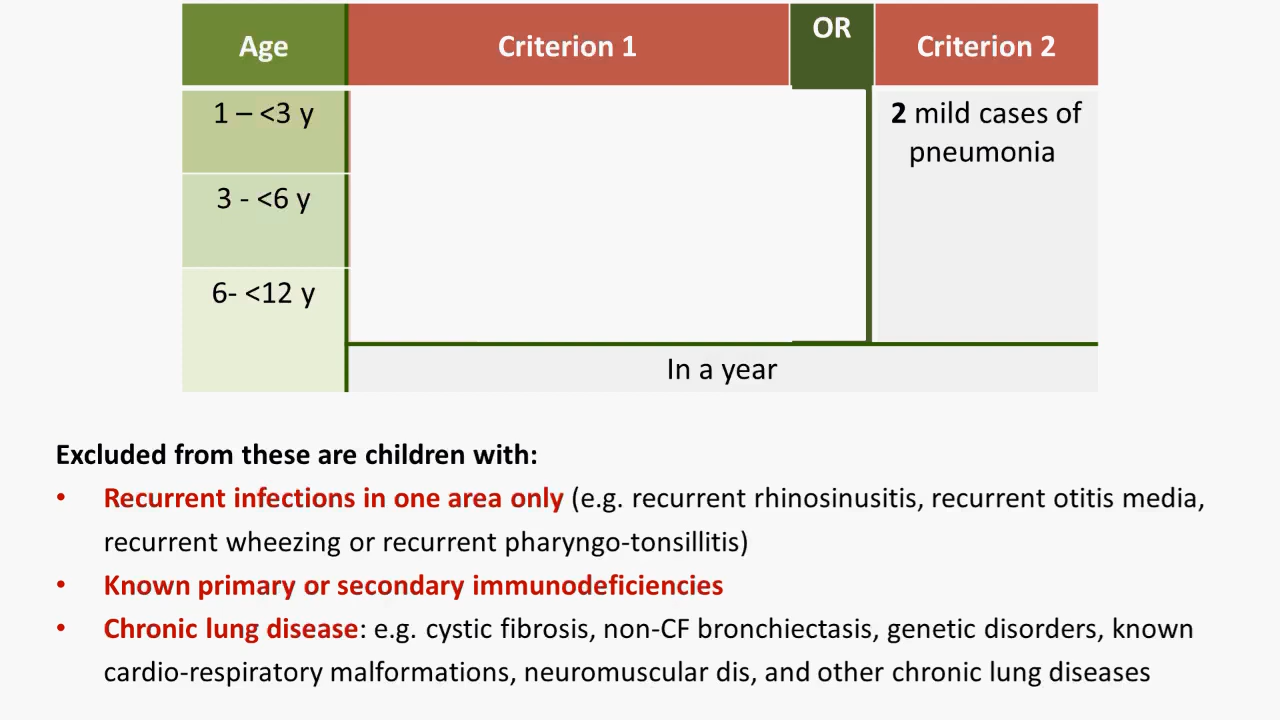 Age Criterion 1 OR Criterion 2
1 – <3 y 2 mild cases of
pneumonia
3 - <6 y
6- <12 y
In a year
Excluded from these are children with:
• Recurrent infections in one area only (e.g. recurrent rhinosinusitis, recurrent otitis media,
recurrent wheezing or recurrent pharyngo-tonsillitis)
• Known primary or secondary immunodeficiencies
• Chronic lung disease: e.g. cystic fibrosis, non-CF bronchiectasis, genetic disorders, known
cardio-respiratory malformations, neuromuscular dis, and other chronic lung diseases